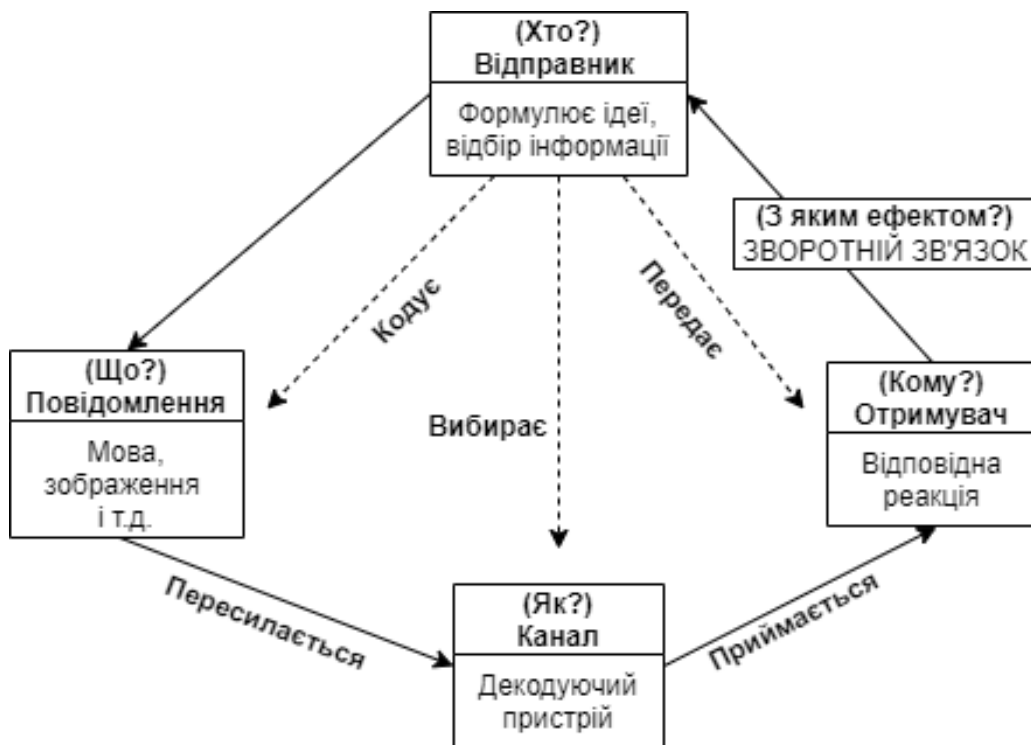 (Хто?)
Відправник
Формулює ідеї,
відбір інформації
(З яким ефектом?)
ЗВОРОТНІЙ ЗВ'ЯЗОК
Кодує
Передає
Вибирає
(Що?)
Повідомлення
Мова,
зображення
і т.д.
(Кому?)
Отримувач
Відповідна
реакція
Пересилається
(Як?)
Канал
Декодуючий
пристрій
Приймається